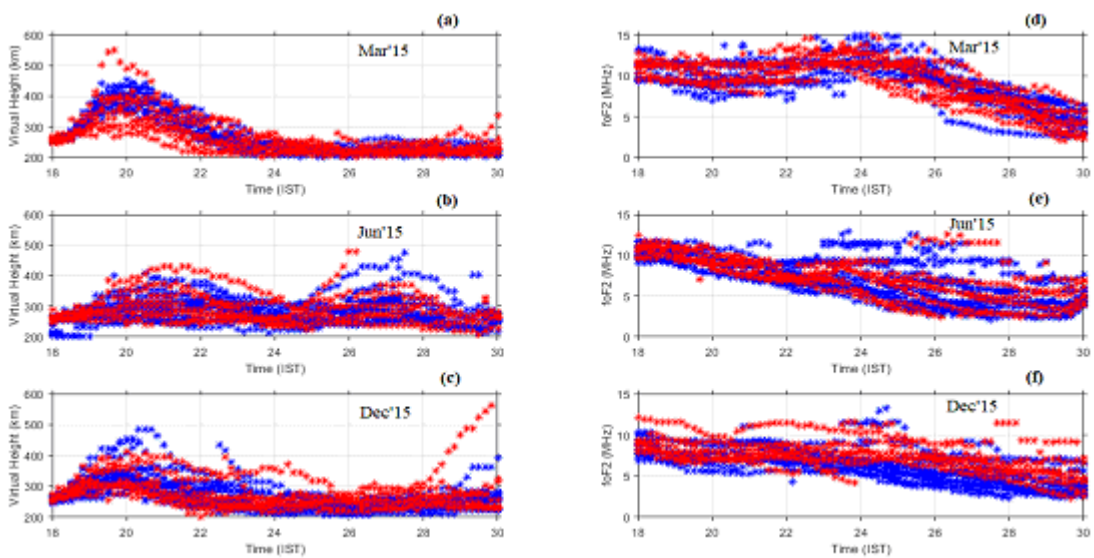 (a)
Mar'15
600
500
400
300
200
Virtual Height (km)
18 20 22 24 26 28 30
Time (IST)
(b)
Jun'15
600
500
400
300
200
Virtual Height (km)
18 20 22 24 26 28 30
Time (IST)
(c)
Dec'15
600
500
400
300
200
Virtual Height (km)
18 20 22 24 26 28 30
Time (IST)
(d)
Mar'15
15
10
5
0
foF2 (MHz)
18 20 22 24 26 28 30
Time (IST)
(e)
Jun'15
15
10
5
0
foF2 (MHz)
18 20 22 24 26 28 30
Time (IST)
(f)
Dec'15
15
10
5
0
foF2 (MHz)
18 20 22 24 26 28 30
Time (IST)